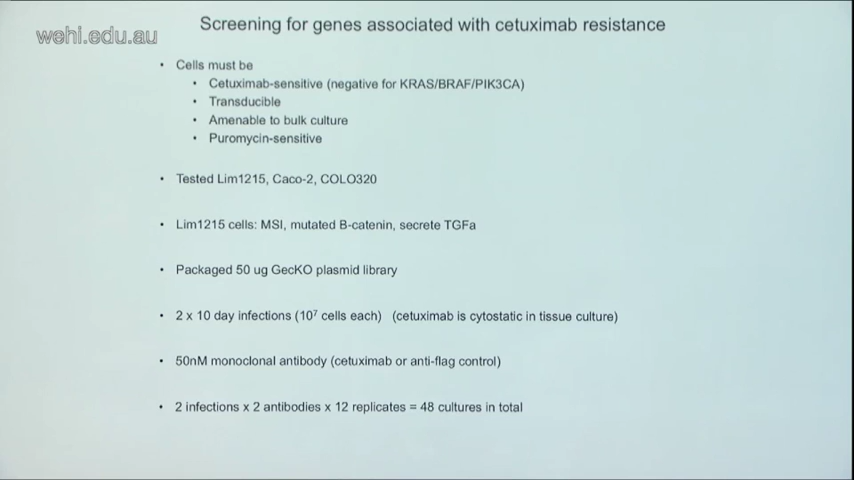 Screening for genes associated with cetuximab resistance
wehi.edu.au
• Cells must be
• Cetuximab-sensitive (negative for KRAS/BRAF/PIK3CA)
• Transducible
• Amenable to bulk culture
• Puromycin-sensitive
• Tested Lim1215, Caco-2, COLO320
• Lim1215 cells: MSI, mutated B-catenin, secrete TGFa
• Packaged 50 ug GecKO plasmid library
• 2 x 10 day infections (10⁷ cells each) (cetuximab is cytostatic in tissue culture)
• 50nM monoclonal antibody (cetuximab or anti-flag control)
• 2 infections x 2 antibodies x 12 replicates = 48 cultures in total